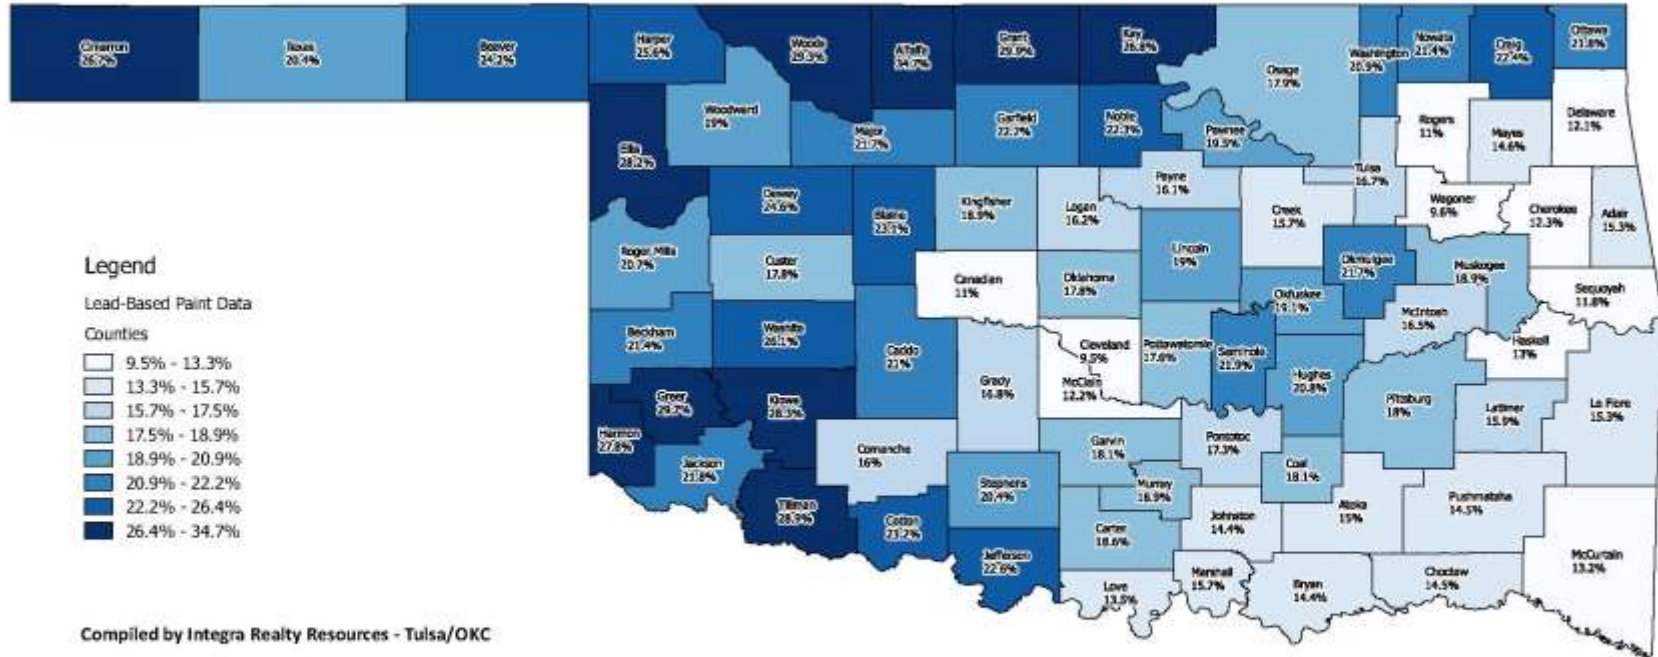 Cimarron
26.7%
Texas
20.4%
Beaver
24.2%
Harper
25.6%
Woods
29.3%
Alfalfa
34.7%
Grant
29.9%
Kay
26.8%
Osage
17.9%
Washington
20.9%
Nowata
21.4%
Craig
22.4%
Ottawa
21.8%
Ellis
28.2%
Woodward
19%
Major
21.7%
Garfield
22.2%
Noble
22.3%
Pawnee
19.5%
Rogers
11%
Mayes
14.6%
Delaware
12.1%
Tulsa
16.7%
Dewey
24.6%
Blaine
23.1%
Kingfisher
18.9%
Logan
16.2%
Payne
16.1%
Creek
15.7%
Wagoner
9.6%
Cherokee
12.3%
Adair
15.3%
Roger Mills
20.7%
Custer
17.8%
Canadian
11%
Oklahoma
17.8%
Lincoln
19%
Okmulgee
21.7%
Muskogee
18.9%
Sequoyah
11.8%
Okfuskee
19.1%
McIntosh
16.5%
Beckham
21.4%
Washita
26.1%
Caddo
21%
Cleveland
9.5%
Pottawatomie
17.6%
Seminole
21.9%
Hughes
20.8%
Haskell
13%
Grady
16.8%
McClain
12.2%
Pittsburg
18%
Latimer
15.9%
Le Flore
15.3%
Greer
29.7%
Kiowa
28.3%
Harmon
27.8%
Jackson
21.8%
Comanche
16%
Garvin
18.1%
Pontotoc
17.3%
Coal
18.1%
Tillman
28.9%
Stephens
20.4%
Murray
18.9%
Johnston
14.4%
Atoka
15%
Pushmataha
14.5%
Cotton
23.2%
Carter
18.6%
Jefferson
22.6%
McCurtain
13.2%
Love
13.5%
Marshall
15.7%
Bryan
14.4%
Choctaw
14.5%
Legend
Lead-Based Paint Data
Counties
9.5% - 13.3%
13.3% - 15.7%
15.7% - 17.5%
17.5% - 18.9%
18.9% - 20.9%
20.9% - 22.2%
22.2% - 26.4%
26.4% - 34.7%
Compiled by Integra Realty Resources - Tulsa/OKC